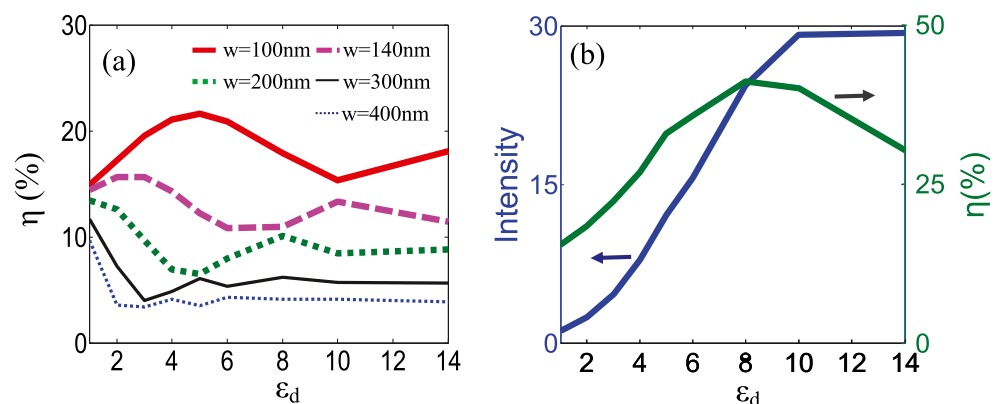 (a)
w=100nm
w=140nm
w=200nm
w=300nm
w=400nm
30
20
10
0
2 4 6 8 10 12 14
η (%)
εd
(b)
30
15
0
Intensity
50
25
0
η(%)
2 4 6 8 10 12 14
εd